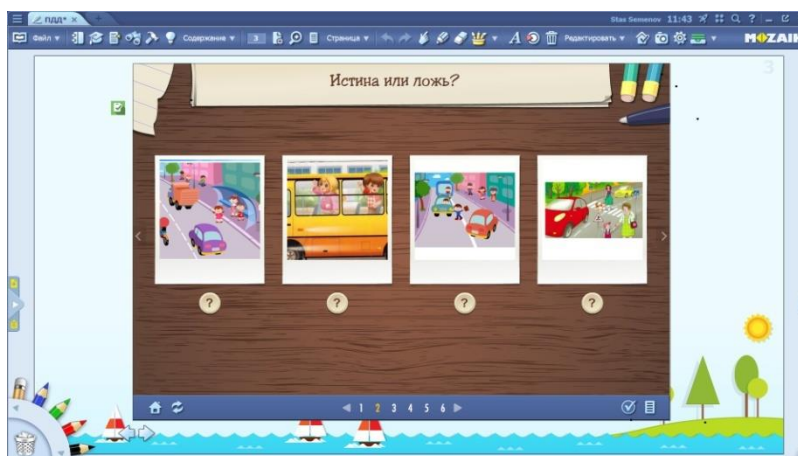 ПДД* ×
Stas Semenov 11:43
Файл
Содержание
3
Страница
Редактировать
MOZAIK
3
Истина или ложь?
? ? ? ?
1 2 3 4 5 6